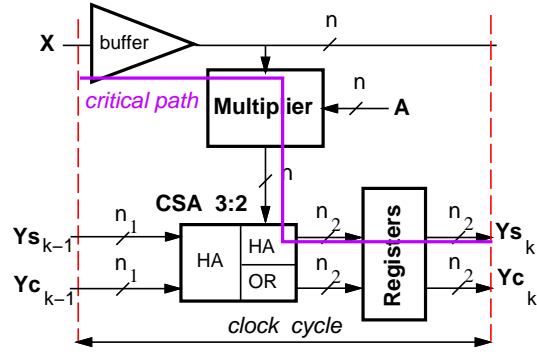 X
buffer
n
critical path
n
Multiplier
A
n
CSA 3:2
Registers
Ys k−1
n1
HA
HA
n2
n2
Ys k
Yc k−1
n1
OR
n2
n2
Yc k
clock cycle